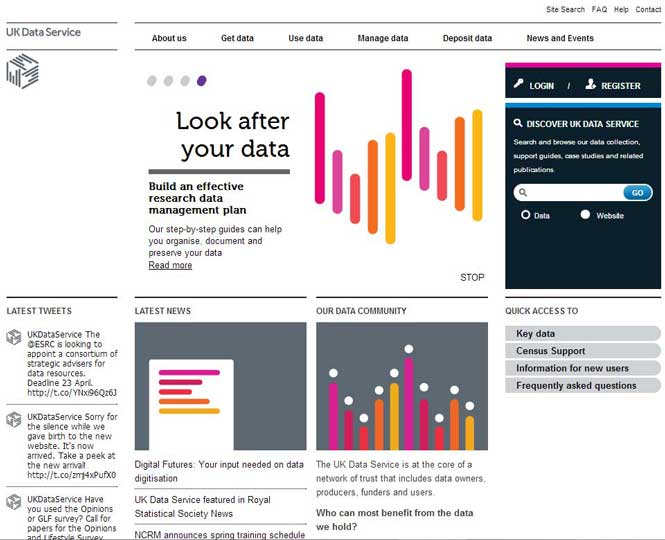 Site Search FAQ Help Contact
UK Data Service
About us Get data Use data Manage data Deposit data News and Events
Look after
your data
Build an effective
research data
management plan
Our step-by-step guides can help
you organise, document and
preserve your data
Read more
STOP
LOGIN / REGISTER
DISCOVER UK DATA SERVICE
Search and browse our data collection,
support guides, case studies and related
publications.
GO
Data Website
LATEST TWEETS
UKDataService The
@ESRC is looking to
appoint a consortium of
strategic advisers for
data resources.
Deadline 23 April.
http://t.co/YNxi96Qz6J
UKDataService Sorry for
the silence while we
gave birth to the new
website. It's now
arrived. Take a peek at
the new arrival!
http://t.co/zmj4xPufX0
UKDataService Have
you used the Opinions
or GLF survey? Call for
papers for the Opinions
and Lifestyle Survey
LATEST NEWS
Digital Futures: Your input needed on data
digitisation
UK Data Service featured in Royal
Statistical Society News
NCRM announces spring training schedule
OUR DATA COMMUNITY
The UK Data Service is at the core of a
network of trust that includes data owners,
producers, funders and users.
Who can most benefit from the data
we hold?
QUICK ACCESS TO
Key data
Census Support
Information for new users
Frequently asked questions